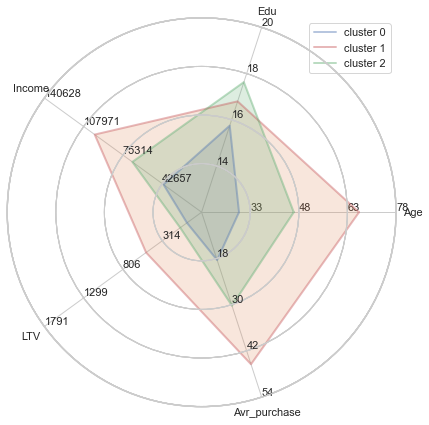 Edu
20
cluster 0
cluster 1
cluster 2
18
Income
140628
107971
16
75314
14
42657
33
48
63
78
Age
314
18
806
30
1299
1791
LTV
42
54
Avr_purchase